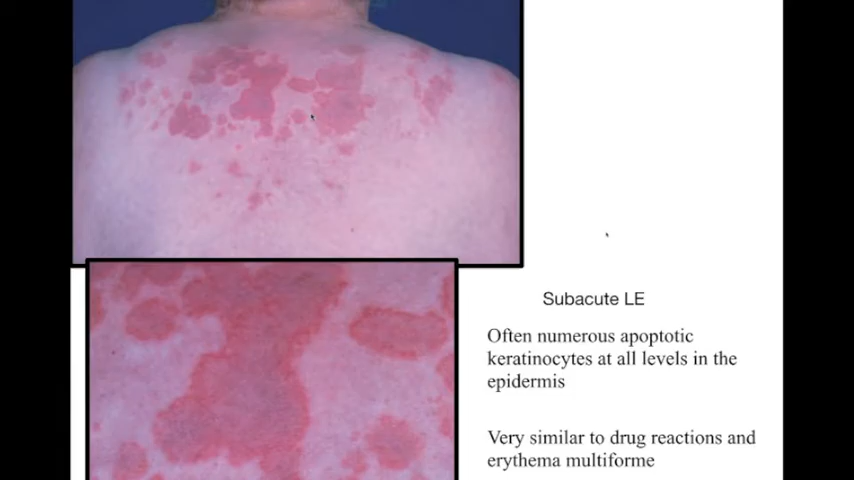 Subacute LE
Often numerous apoptotic
keratinocytes at all levels in the
epidermis
Very similar to drug reactions and
erythema multiforme